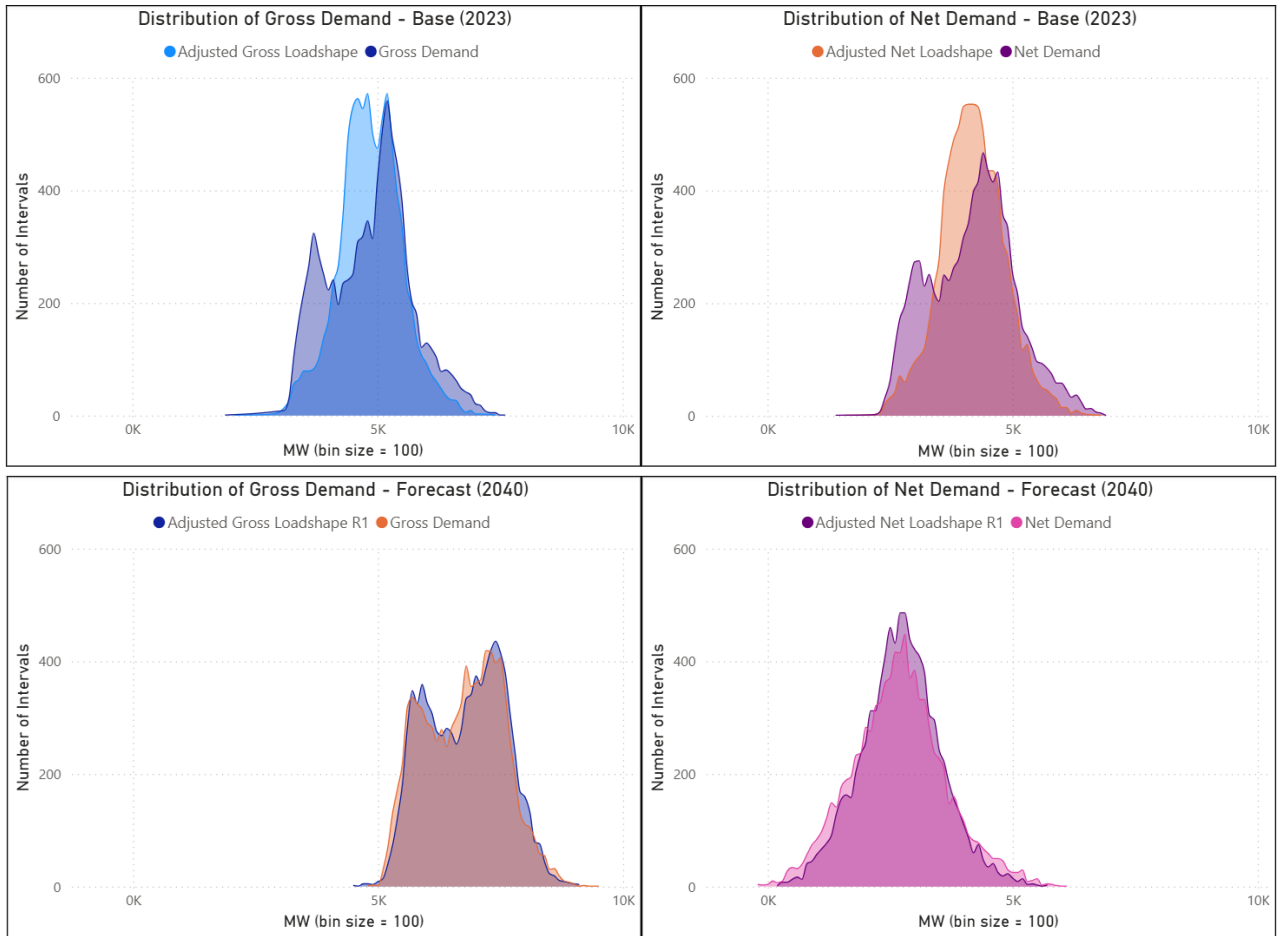 Distribution of Gross Demand - Base (2023)
Adjusted Gross Loadshape Gross Demand
600
400
200
0
Number of Intervals
0K 5K 10K
MW (bin size = 100)
Distribution of Net Demand - Base (2023)
Adjusted Net Loadshape Net Demand
600
400
200
0
Number of Intervals
0K 5K 10K
MW (bin size = 100)
Distribution of Gross Demand - Forecast (2040)
Adjusted Gross Loadshape R1 Gross Demand
600
400
200
0
Number of Intervals
0K 5K 10K
MW (bin size = 100)
Distribution of Net Demand - Forecast (2040)
Adjusted Net Loadshape R1 Net Demand
600
400
200
0
Number of Intervals
0K 5K 10K
MW (bin size = 100)